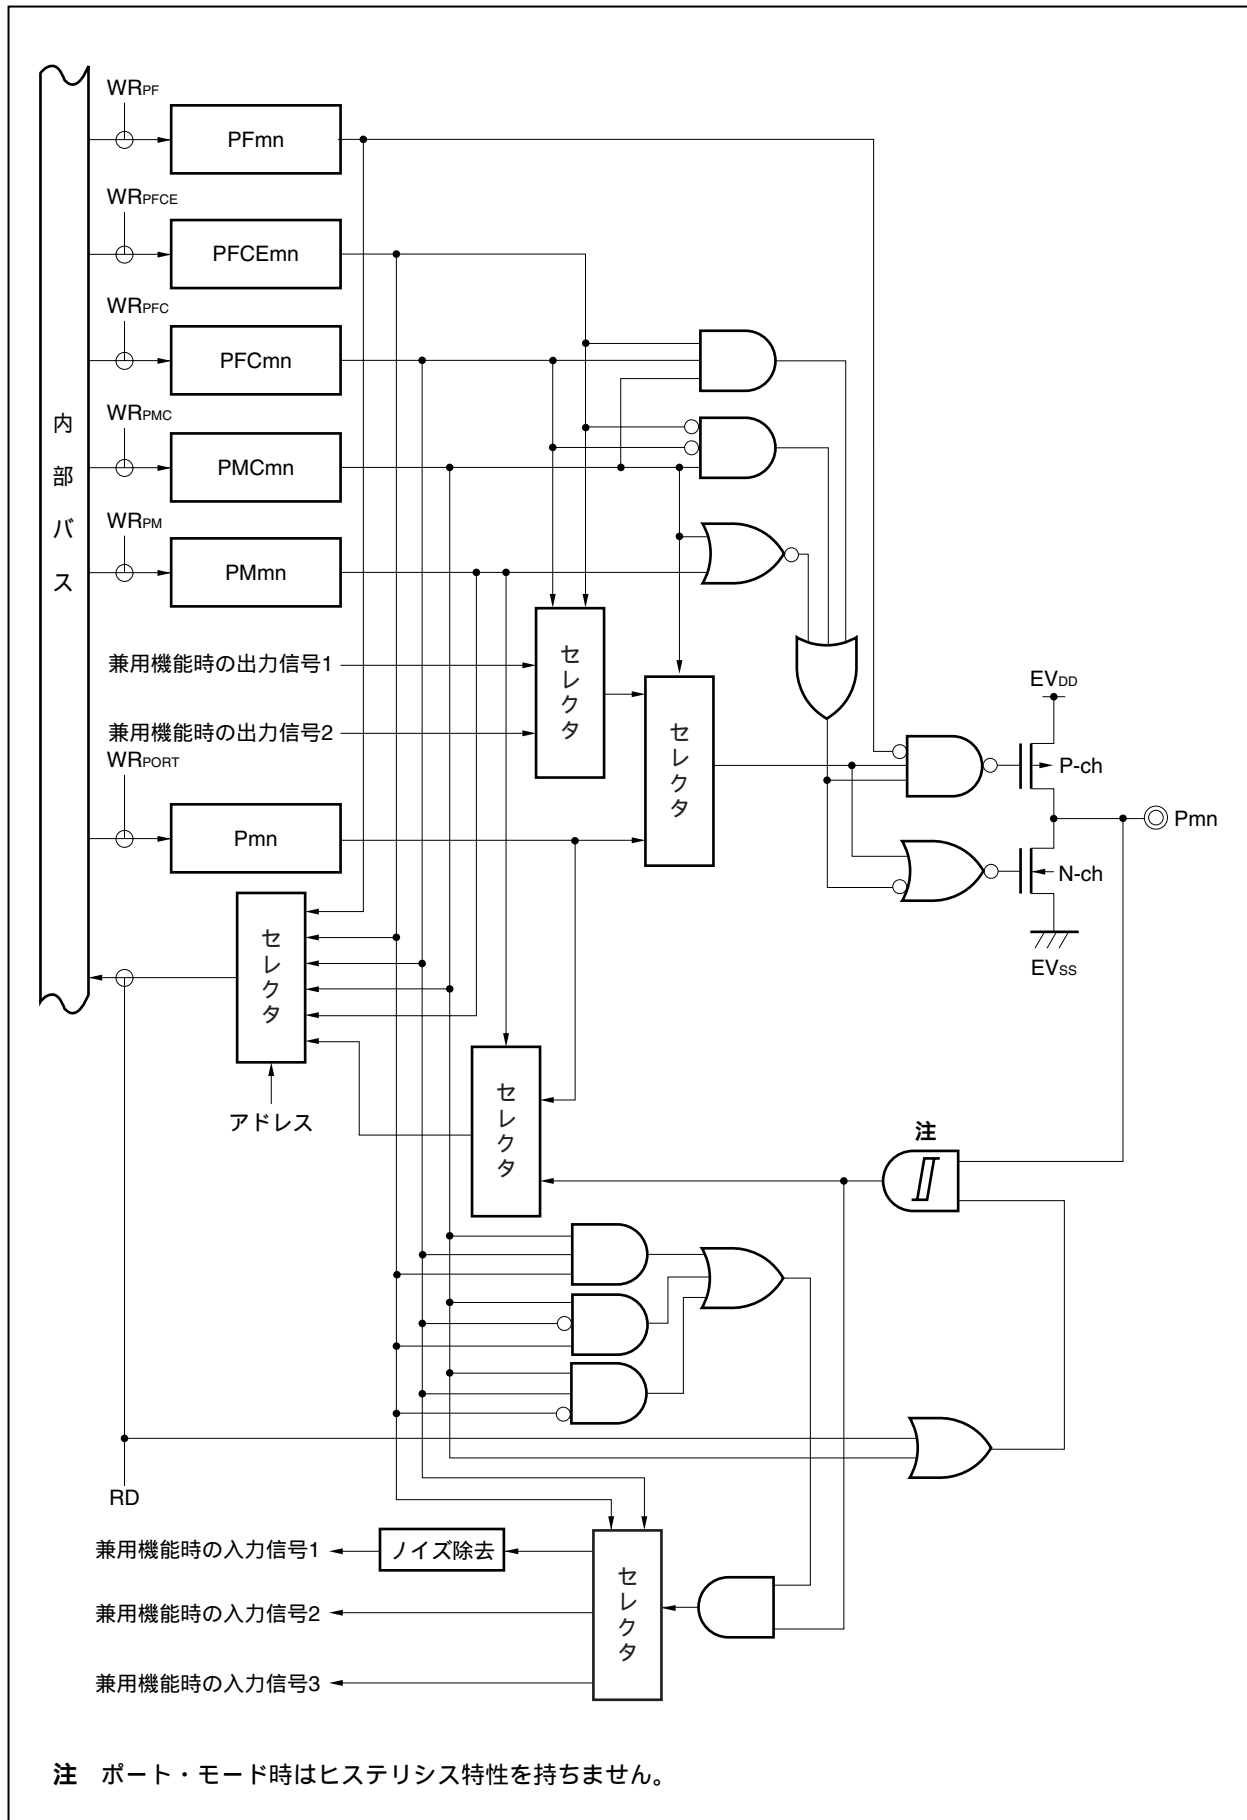 WRPF
PFmn
WRPFCE
PFCEmn
WRPFC
PFCmn
WRPMC
PMCmn
WRPM
PMmn
内部バス
兼用機能時の出力信号1
兼用機能時の出力信号2
セレクタ
セレクタ
WRPORT
Pmn
EVDD
P-ch
Pmn
N-ch
EVSS
セレクタ
アドレス
セレクタ
注
RD
兼用機能時の入力信号1
ノイズ除去
セレクタ
兼用機能時の入力信号2
兼用機能時の入力信号3
注 ポート・モード時はヒステリシス特性を持ちません。